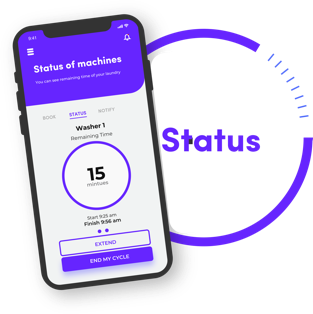 9:41
Status of machines
You can see remaining time of your laundry
BOOK STATUS NOTIFY
Washer 1
Remaining Time
15
mintues
Start 9:25 am
Finish 9:56 am
EXTEND
END MY CYCLE
Status